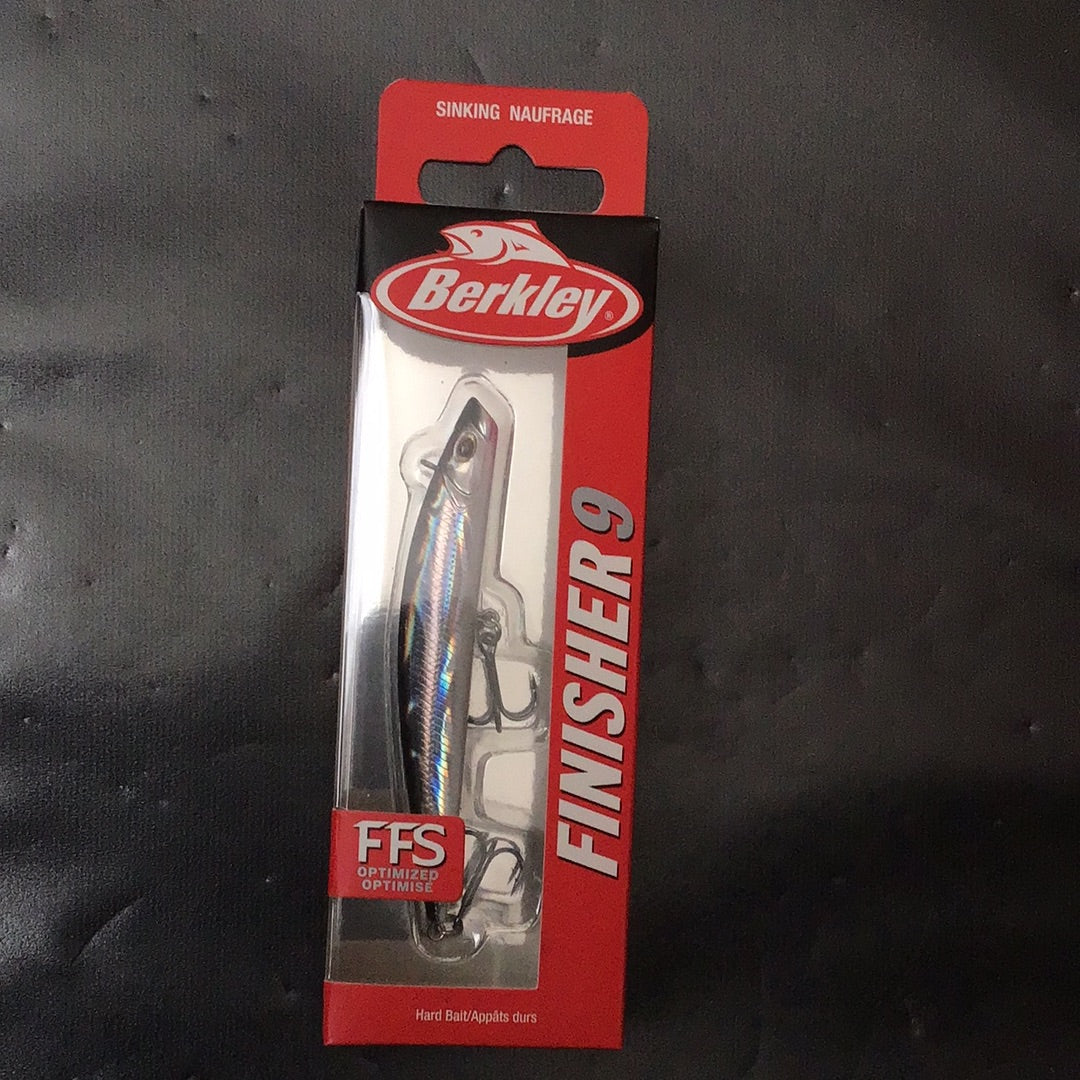 SINKING NAUFRAGE
Berkley®
FINISHER 9
FFS
OPTIMIZED
OPTIMISÉ
Hard Bait/Appâts durs